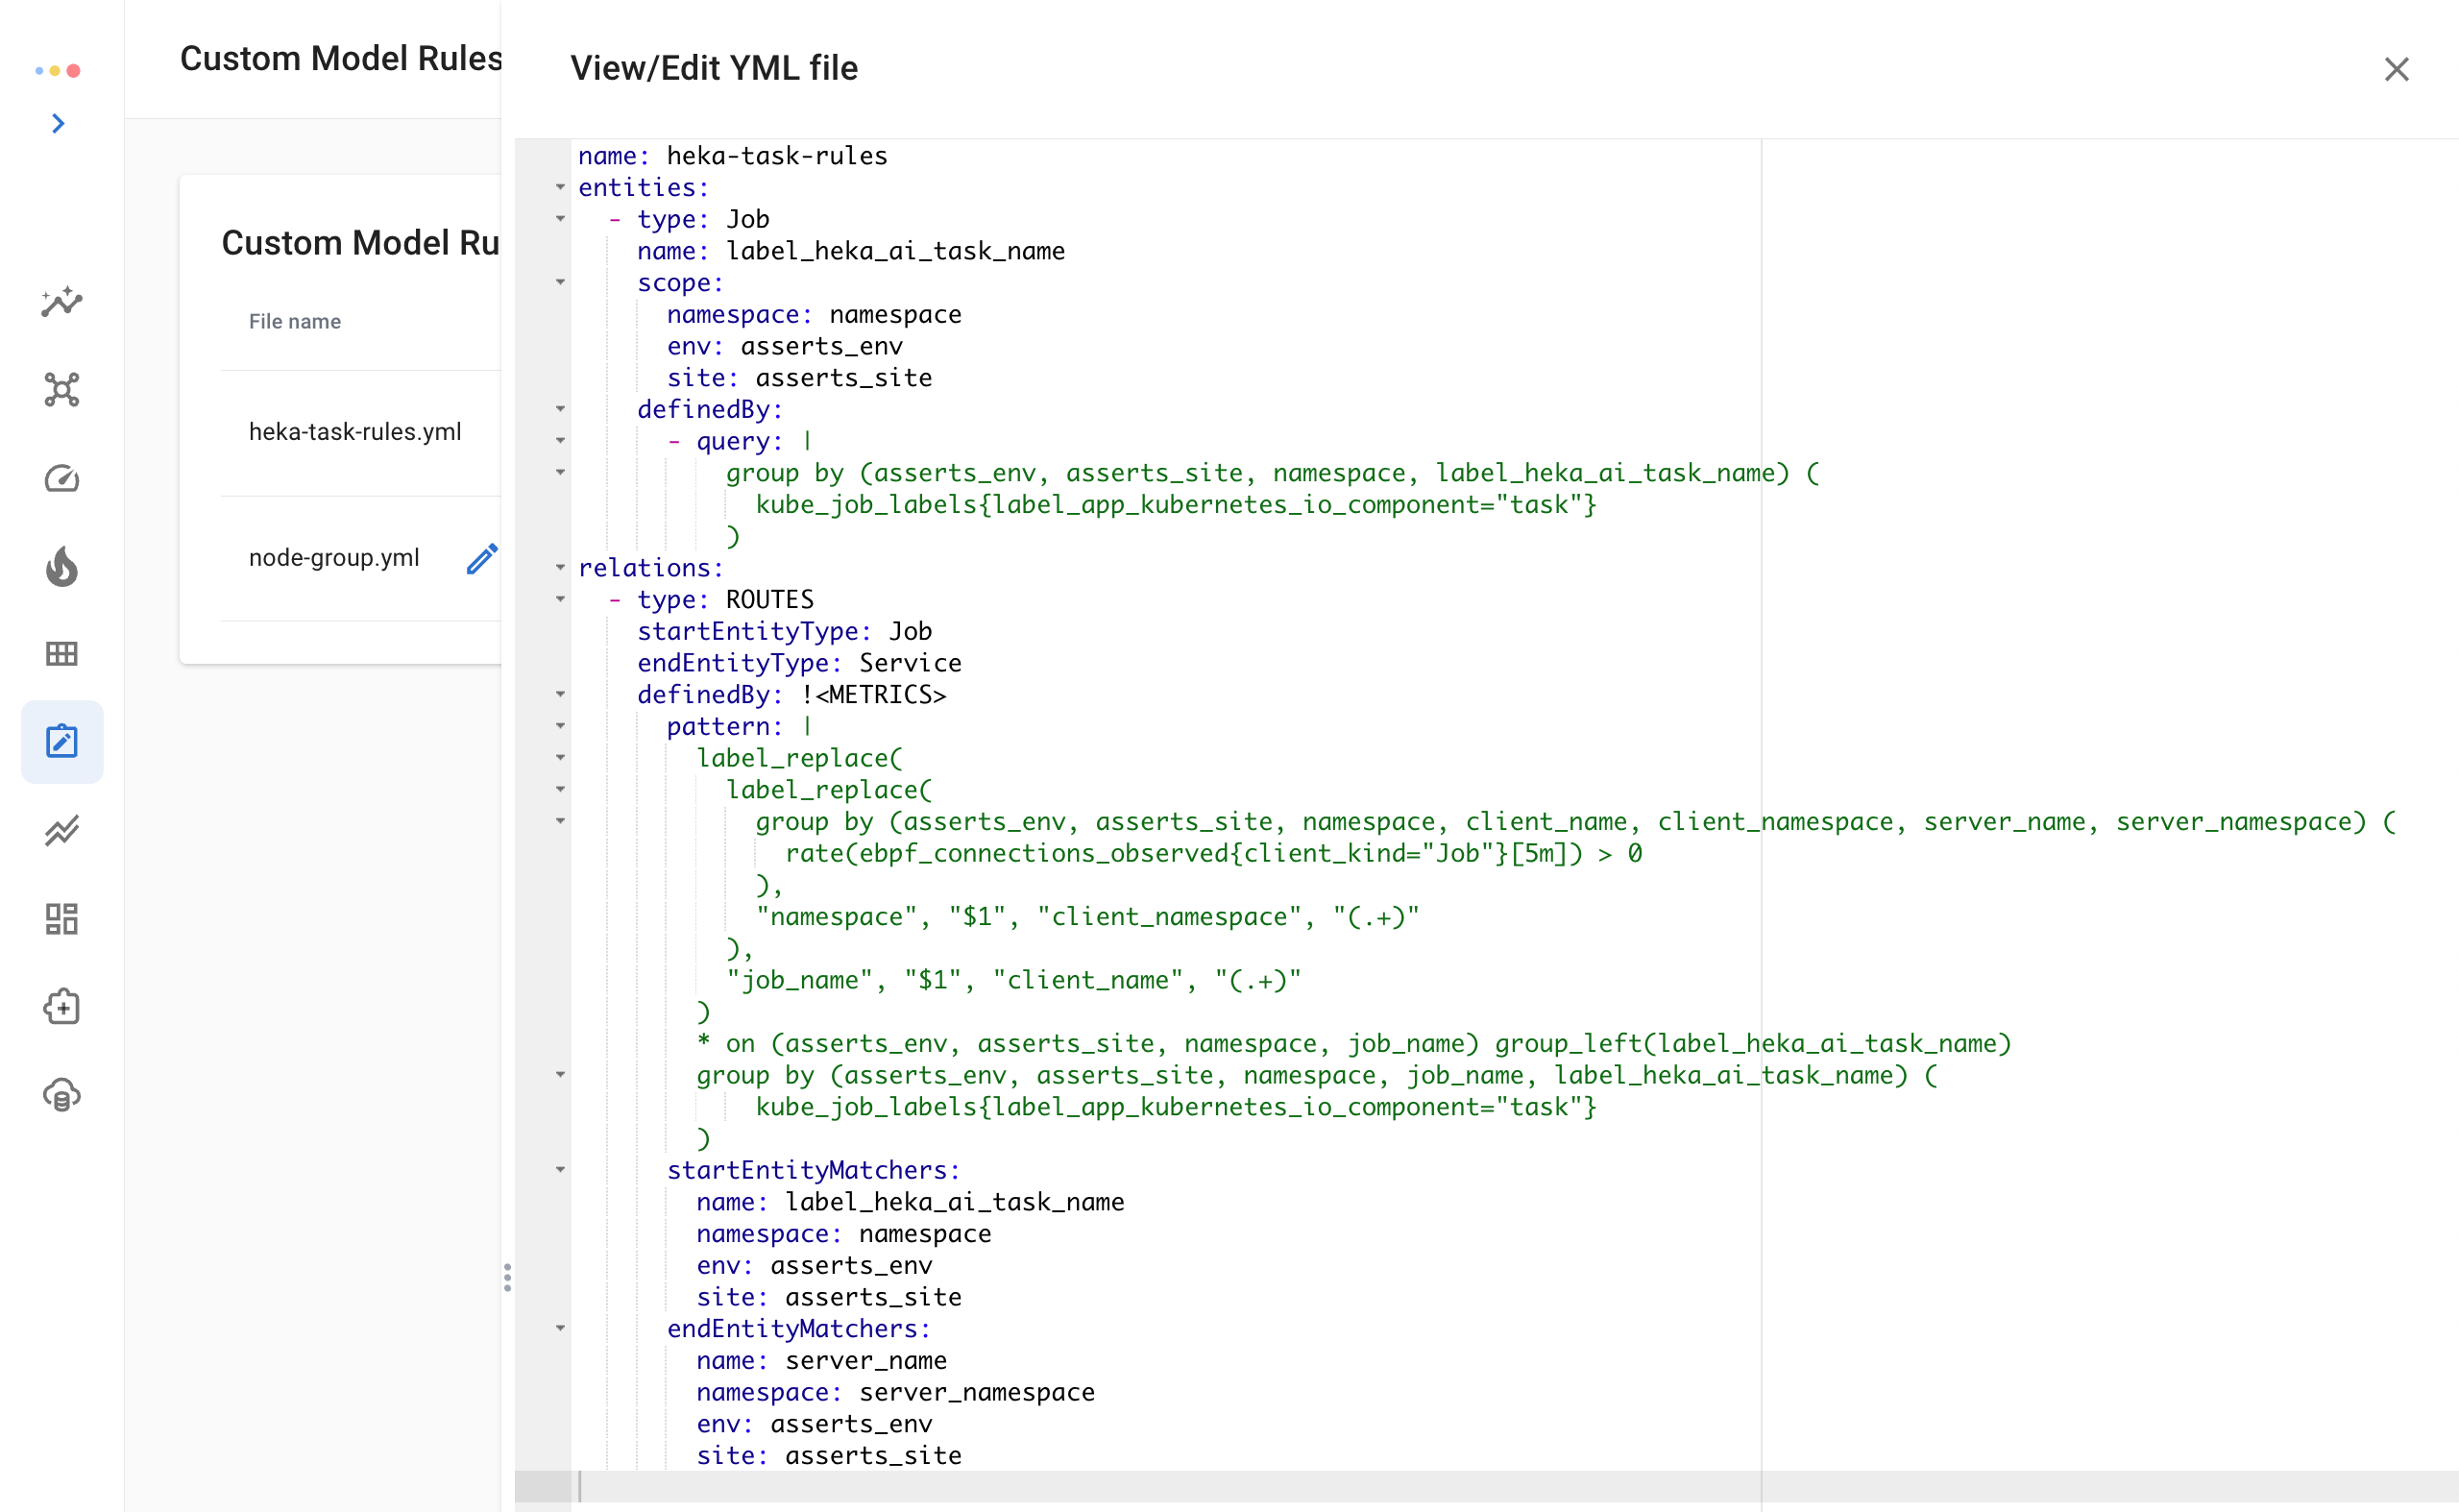 Custom Model Rules
Custom Model Ru
File name
heka-task-rules.yml
node-group.yml
View/Edit YML file
name: heka-task-rules
entities:
  - type: Job
    name: label_heka_ai_task_name
    scope:
      namespace: namespace
      env: asserts_env
      site: asserts_site
    definedBy:
      - query: |
          group by (asserts_env, asserts_site, namespace, label_heka_ai_task_name) (
            kube_job_labels{label_app_kubernetes_io_component="task"}
          )
relations:
  - type: ROUTES
    startEntityType: Job
    endEntityType: Service
    definedBy: !<METRICS>
      pattern: |
        label_replace(
          label_replace(
            group by (asserts_env, asserts_site, namespace, client_name, client_namespace, server_name, server_namespace) (
              rate(ebpf_connections_observed{client_kind="Job"}[5m]) > 0
            ),
            "namespace", "$1", "client_namespace", "(.+)"
          ),
          "job_name", "$1", "client_name", "(.+)"
        )
        * on (asserts_env, asserts_site, namespace, job_name) group_left(label_heka_ai_task_name)
        group by (asserts_env, asserts_site, namespace, job_name, label_heka_ai_task_name) (
            kube_job_labels{label_app_kubernetes_io_component="task"}
        )
      startEntityMatchers:
        name: label_heka_ai_task_name
        namespace: namespace
        env: asserts_env
        site: asserts_site
      endEntityMatchers:
        name: server_name
        namespace: server_namespace
        env: asserts_env
        site: asserts_site